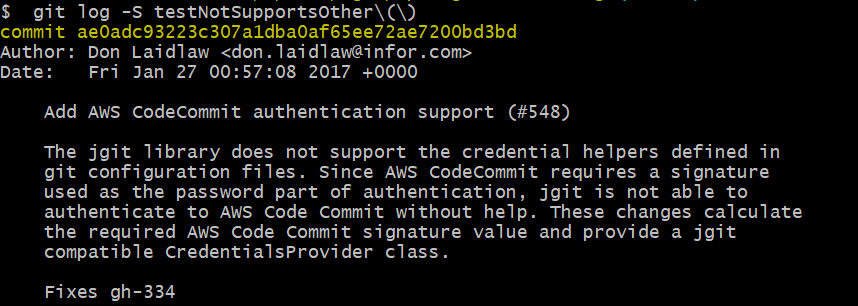 $  git log -S testNotSupportsOther\(\)
commit ae0adc93223c307a1dba0af65ee72ae7200bd3bd
Author: Don Laidlaw <don.laidlaw@infor.com>
Date:   Fri Jan 27 00:57:08 2017 +0000

    Add AWS CodeCommit authentication support (#548)

    The jgit library does not support the credential helpers defined in
    git configuration files. Since AWS CodeCommit requires a signature
    used as the password part of authentication, jgit is not able to
    authenticate to AWS Code Commit without help. These changes calculate
    the required AWS Code Commit signature value and provide a jgit
    compatible CredentialsProvider class.

    Fixes gh-334